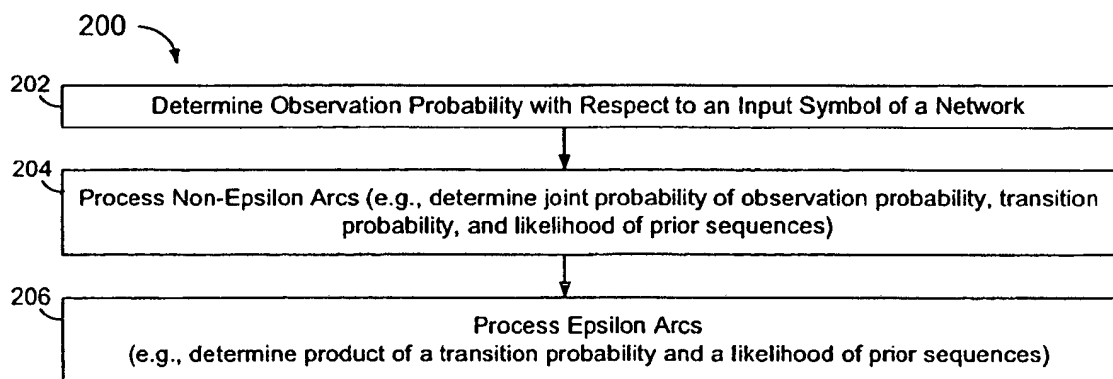 200
202
Determine Observation Probability with Respect to an Input Symbol of a Network
204
Process Non-Epsilon Arcs (e.g., determine joint probability of observation probability, transition
probability, and likelihood of prior sequences)
206
Process Epsilon Arcs
(e.g., determine product of a transition probability and a likelihood of prior sequences)